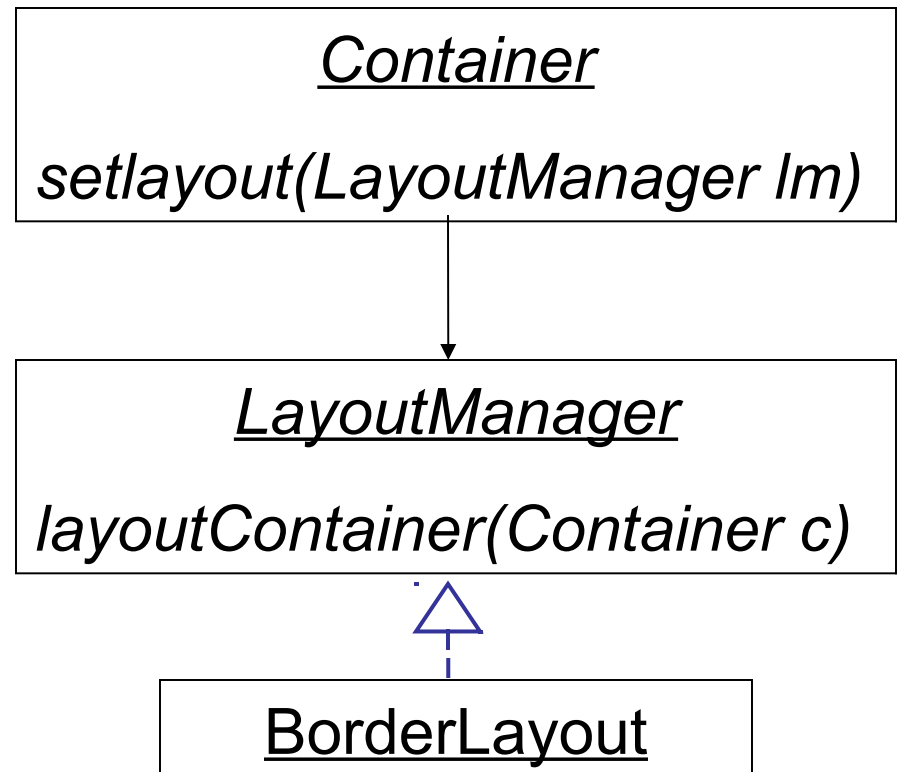 Container
setlayout(LayoutManager lm)
LayoutManager
layoutContainer(Container c)
BorderLayout